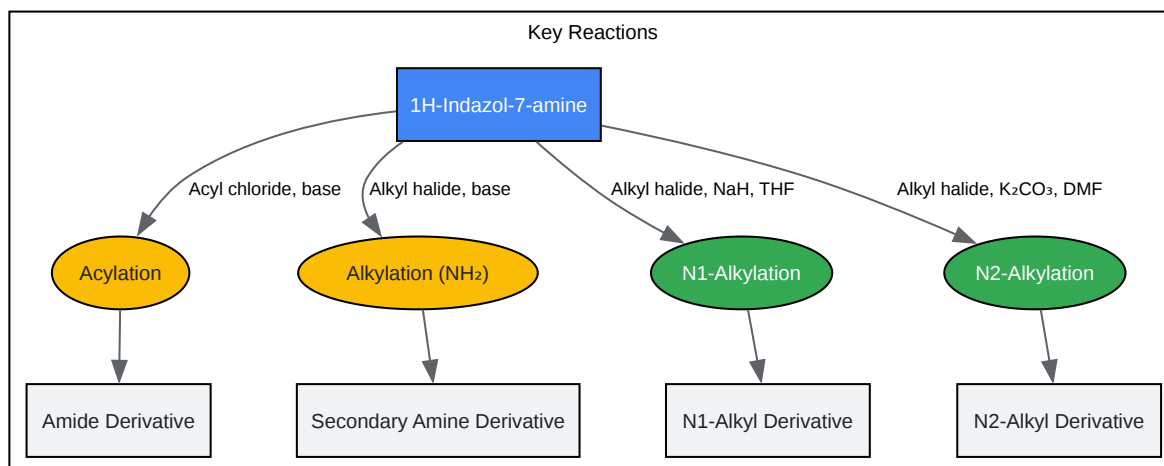 Key Reactions
1H-Indazol-7-amine
Acyl chloride, base
Alkyl halide, base
Alkyl halide, NaH, THF
Alkyl halide, K₂CO₃, DMF
Acylation
Alkylation (NH₂)
N1-Alkylation
N2-Alkylation
Amide Derivative
Secondary Amine Derivative
N1-Alkyl Derivative
N2-Alkyl Derivative